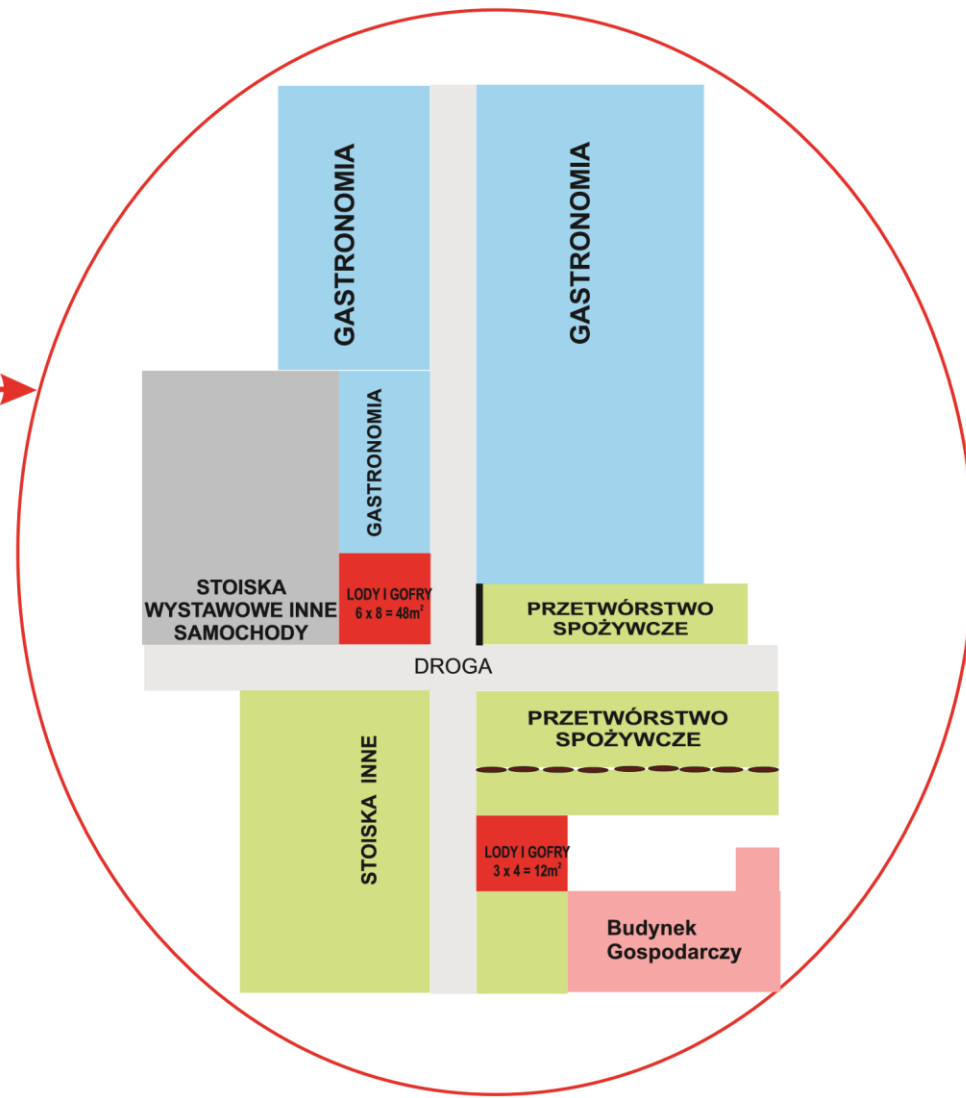 GASTRONOMIA
GASTRONOMIA
GASTRONOMIA
STOISKA
WYSTAWOWE INNE
SAMOCHODY
LODY I GOFRY
6 x 8 = 48m²
PRZETWÓRSTWO
SPOŻYWCZE
DROGA
STOISKA INNE
PRZETWÓRSTWO
SPOŻYWCZE
LODY I GOFRY
3 x 4 = 12m²
Budynek
Gospodarczy